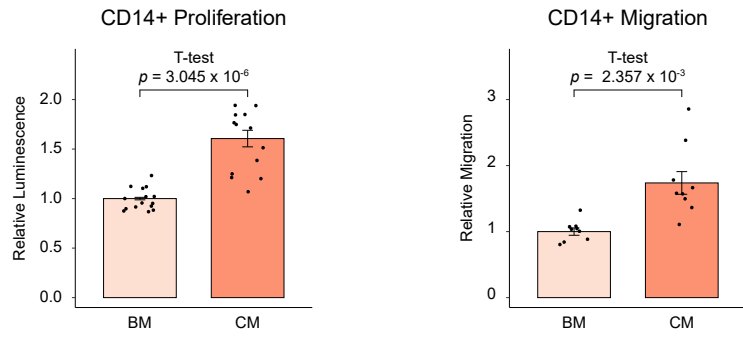 CD14+ Proliferation
T-test
p = 3.045 x 10-6
Relative Luminescence
2.0
1.5
1.0
0.5
0.0
BM CM
CD14+ Migration
T-test
p = 2.357 x 10-3
Relative Migration
3
2
1
0
BM CM